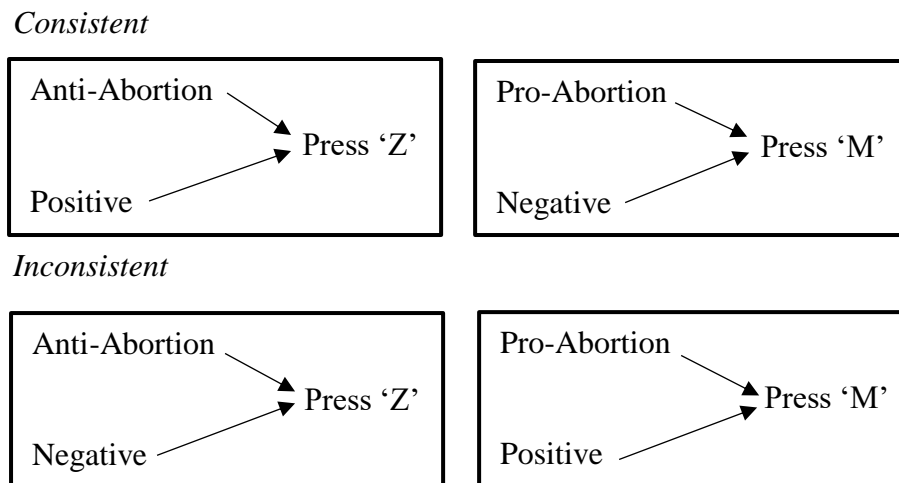 Consistent
Anti-Abortion
Press ‘Z’
Positive
Pro-Abortion
Press ‘M’
Negative
Inconsistent
Anti-Abortion
Press ‘Z’
Negative
Pro-Abortion
Press ‘M’
Positive